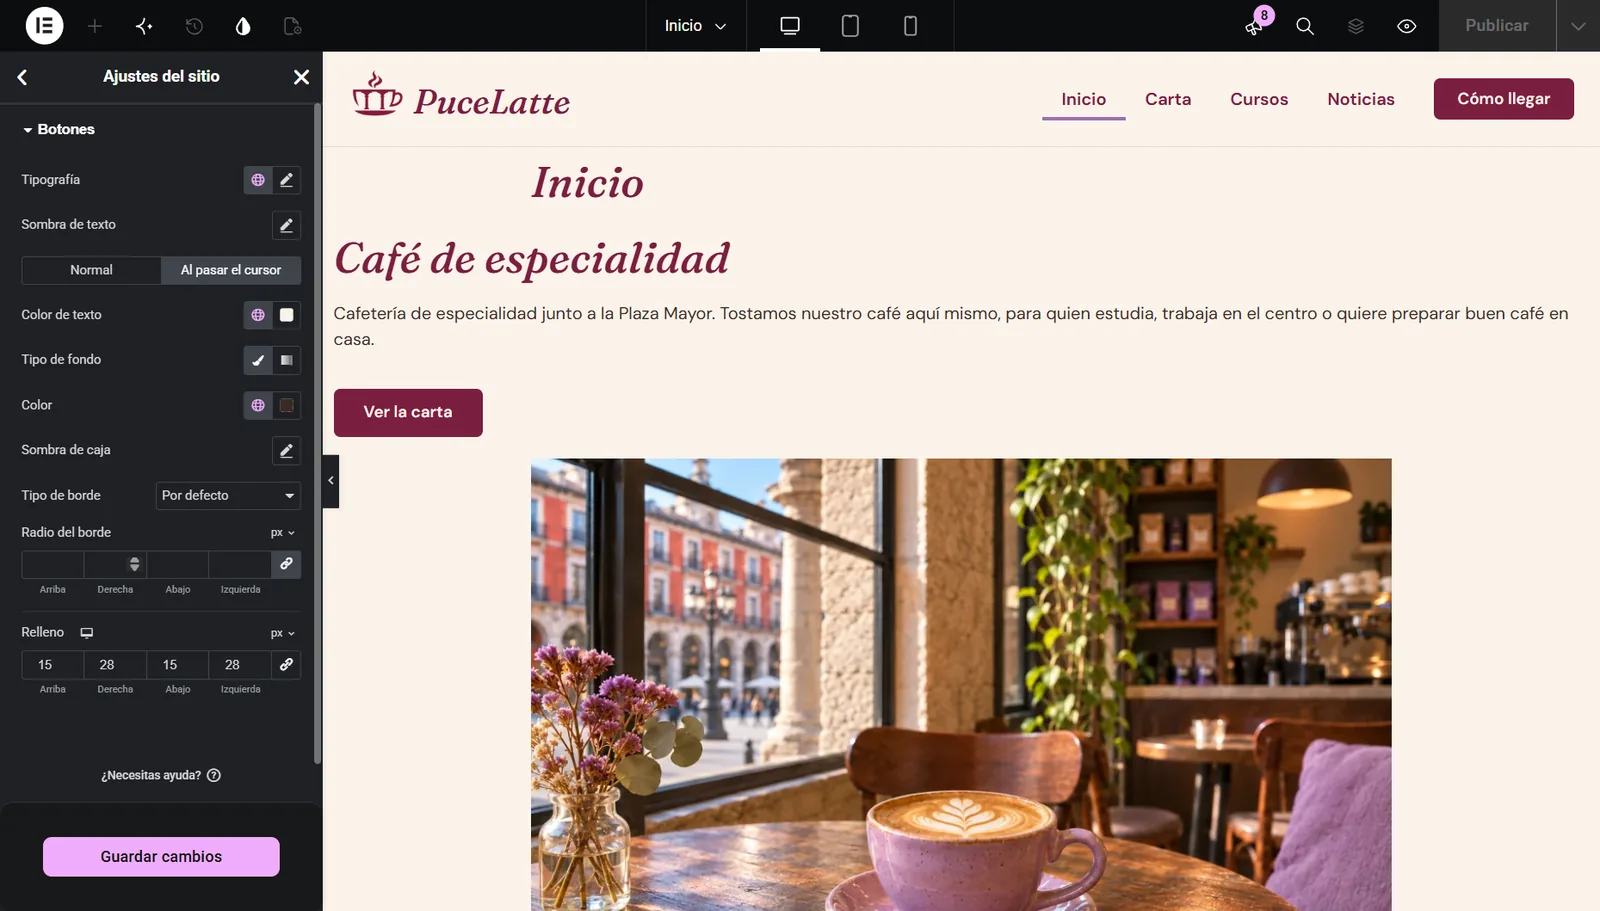 Inicio
8
Publicar
Ajustes del sitio
Botones
Tipografía
Sombra de texto
Normal
Al pasar el cursor
Color de texto
Tipo de fondo
Color
Sombra de caja
Tipo de borde
Por defecto
Radio del borde
px
Arriba
Derecha
Abajo
Izquierda
Relleno
px
15
28
15
28
Arriba
Derecha
Abajo
Izquierda
¿Necesitas ayuda?
Guardar cambios
PuceLatte
Inicio
Carta
Cursos
Noticias
Cómo llegar
Inicio
Café de especialidad
Cafetería de especialidad junto a la Plaza Mayor. Tostamos nuestro café aquí mismo, para quien estudia, trabaja en el centro o quiere preparar buen café en
casa.
Ver la carta